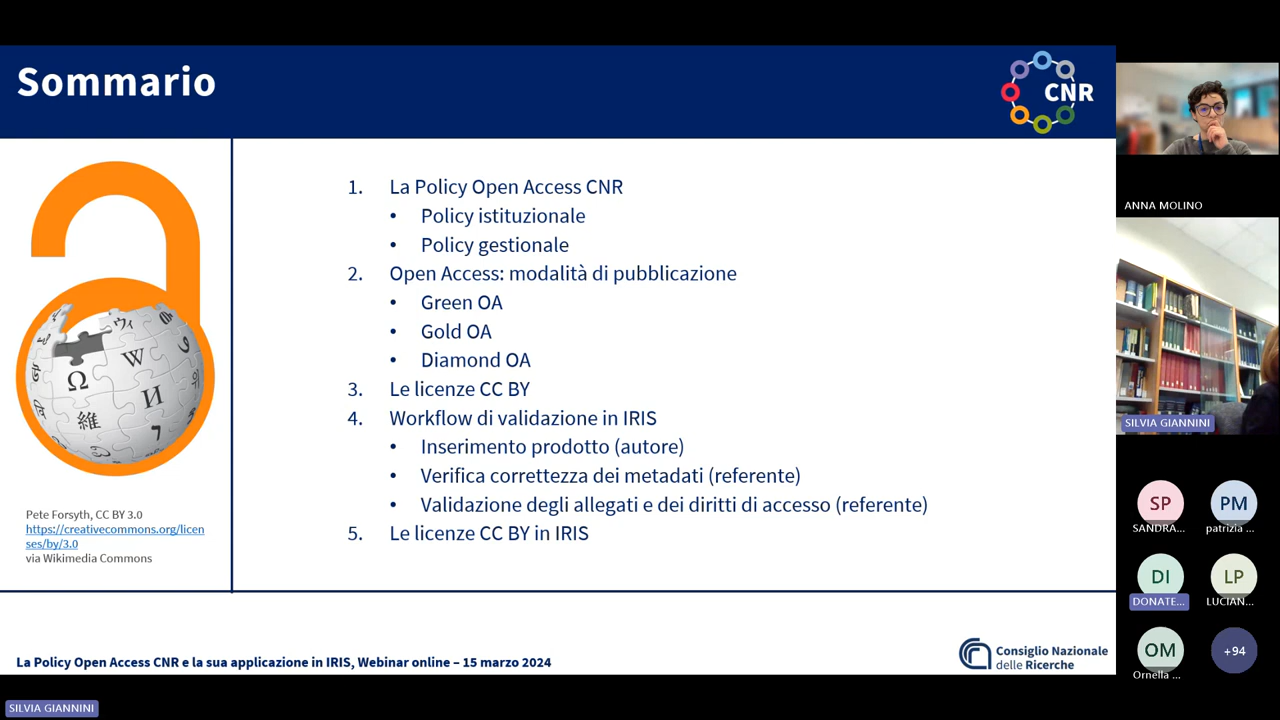 Sommario
CNR
1. La Policy Open Access CNR
• Policy istituzionale
• Policy gestionale
2. Open Access: modalità di pubblicazione
• Green OA
• Gold OA
• Diamond OA
3. Le licenze CC BY
4. Workflow di validazione in IRIS
• Inserimento prodotto (autore)
• Verifica correttezza dei metadati (referente)
• Validazione degli allegati e dei diritti di accesso (referente)
5. Le licenze CC BY in IRIS
Ω
W
И
維
ウィ
Pete Forsyth, CC BY 3.0
https://creativecommons.org/licen
ses/by/3.0
via Wikimedia Commons
La Policy Open Access CNR e la sua applicazione in IRIS, Webinar online – 15 marzo 2024
Consiglio Nazionale
delle Ricerche
ANNA MOLINO
SILVIA GIANNINI
SP
PM
SANDRA...
patrizia ...
DI
LP
DONATE...
LUCIAN...
OM
+94
Ornella ...
SILVIA GIANNINI